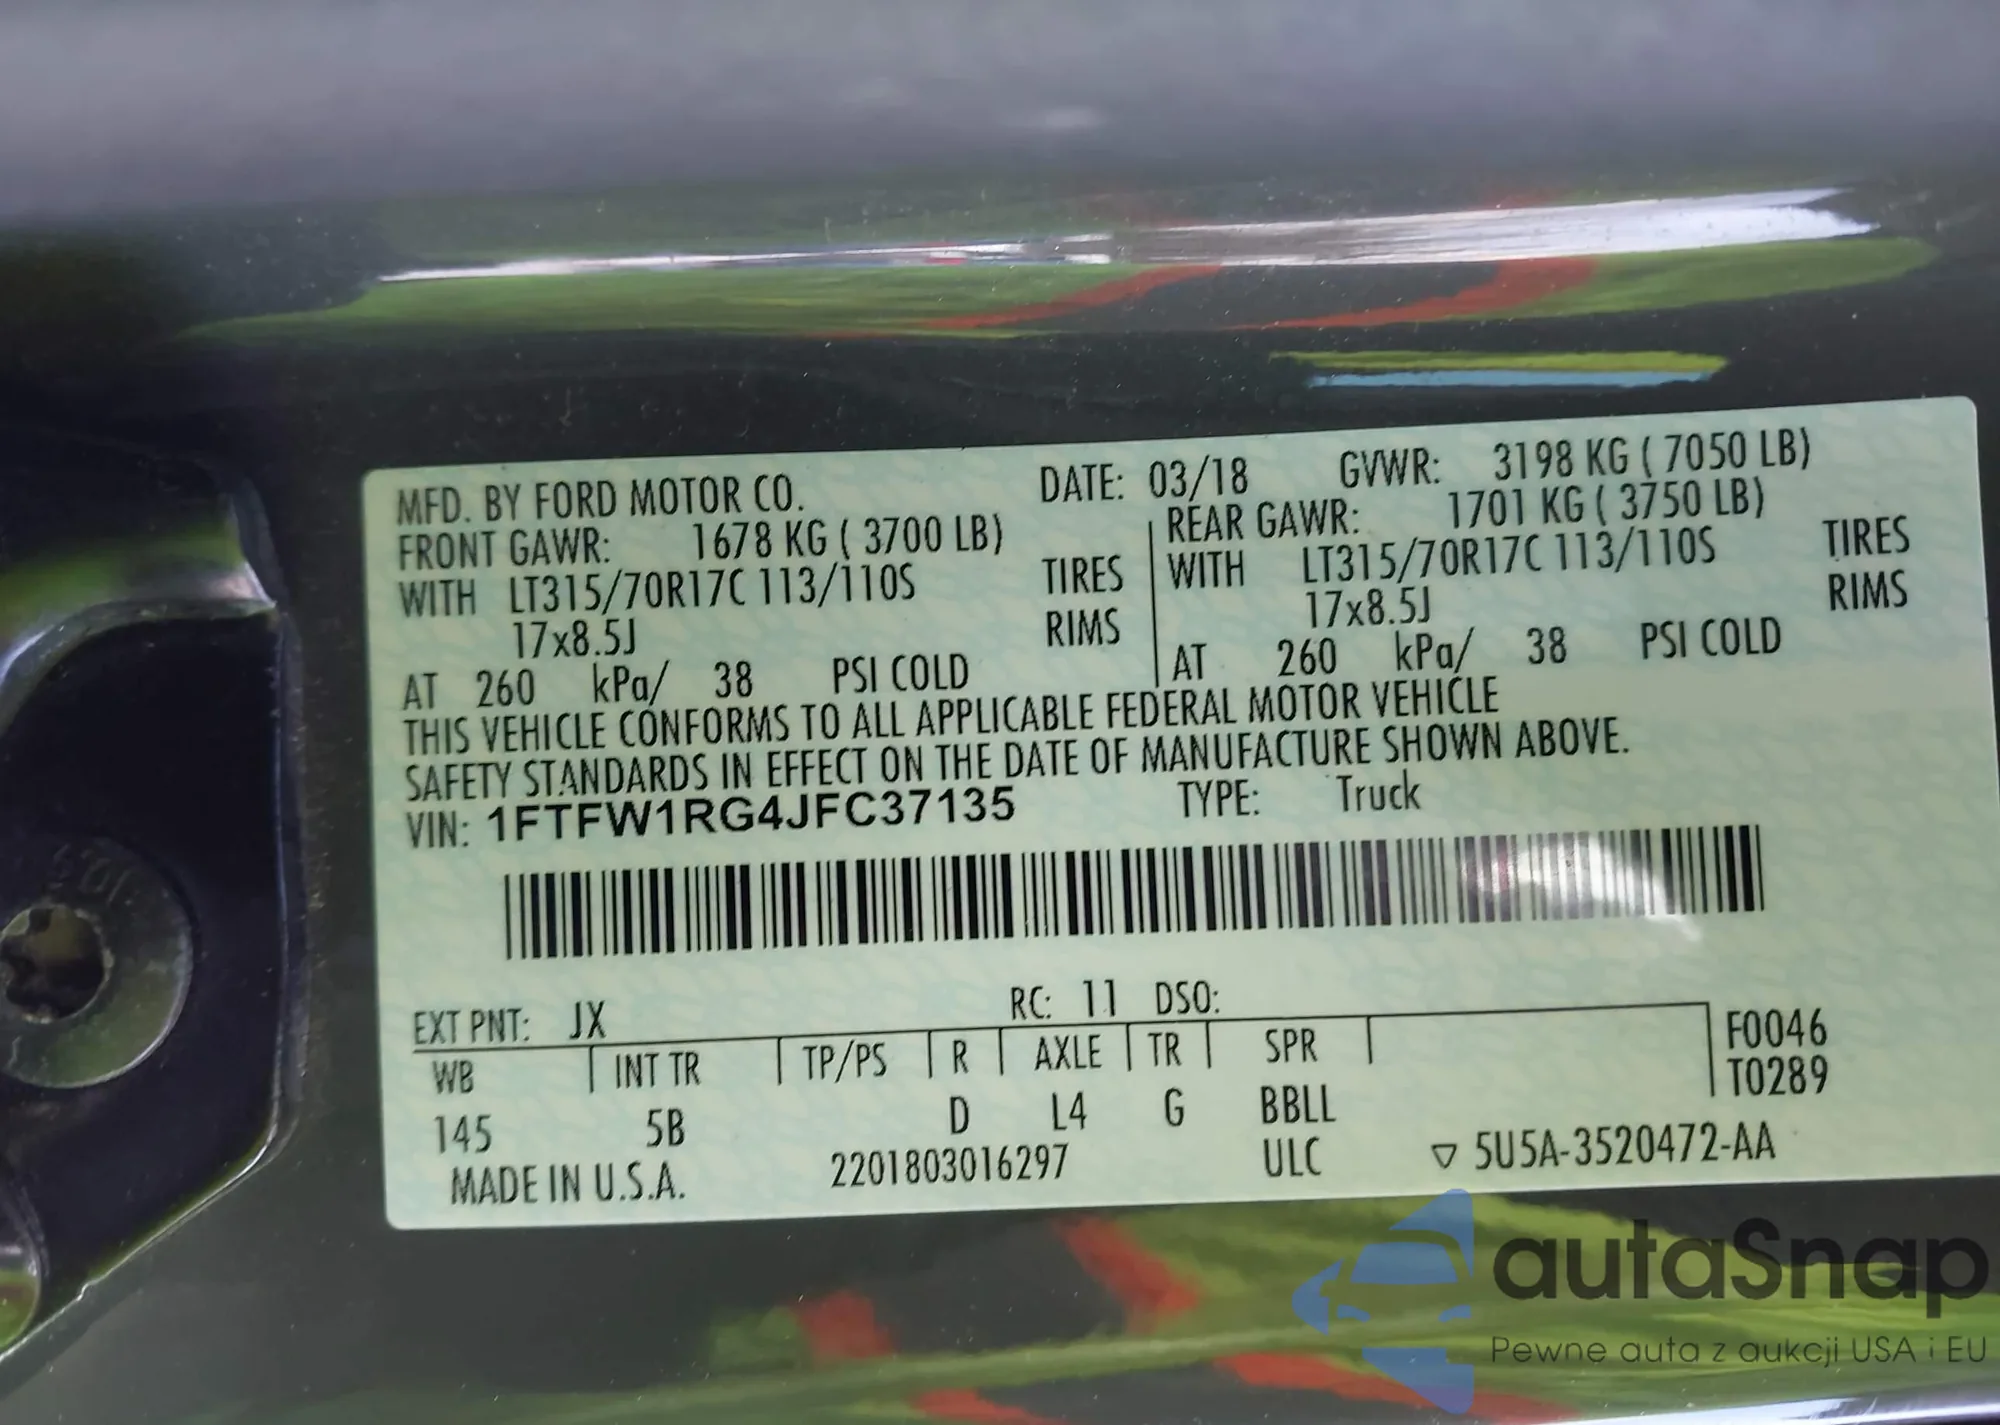 MFD. BY FORD MOTOR CO. DATE: 03/18 GVWR: 3198 KG ( 7050 LB)
FRONT GAWR: 1678 KG ( 3700 LB) REAR GAWR: 1701 KG ( 3750 LB)
WITH LT315/70R17C 113/110S TIRES WITH LT315/70R17C 113/110S TIRES
17x8.5J RIMS 17x8.5J RIMS
AT 260 kPa/ 38 PSI COLD AT 260 kPa/ 38 PSI COLD
THIS VEHICLE CONFORMS TO ALL APPLICABLE FEDERAL MOTOR VEHICLE
SAFETY STANDARDS IN EFFECT ON THE DATE OF MANUFACTURE SHOWN ABOVE.
VIN: 1FTFW1RG4JFC37135 TYPE: Truck
EXT PNT: JX RC: 11 DSO:
WB INT TR TP/PS R AXLE TR SPR F0046
T0289
145 5B D L4 G BBLL
MADE IN U.S.A. 2201803016297 ULC ▽ 5U5A-3520472-AA
autaSnap
Pewne auta z aukcji USA i EU